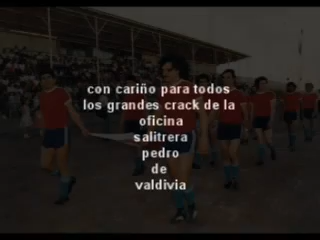 con cariño para todos
los grandes crack de la
oficina
salitrera
pedro
de
valdivia